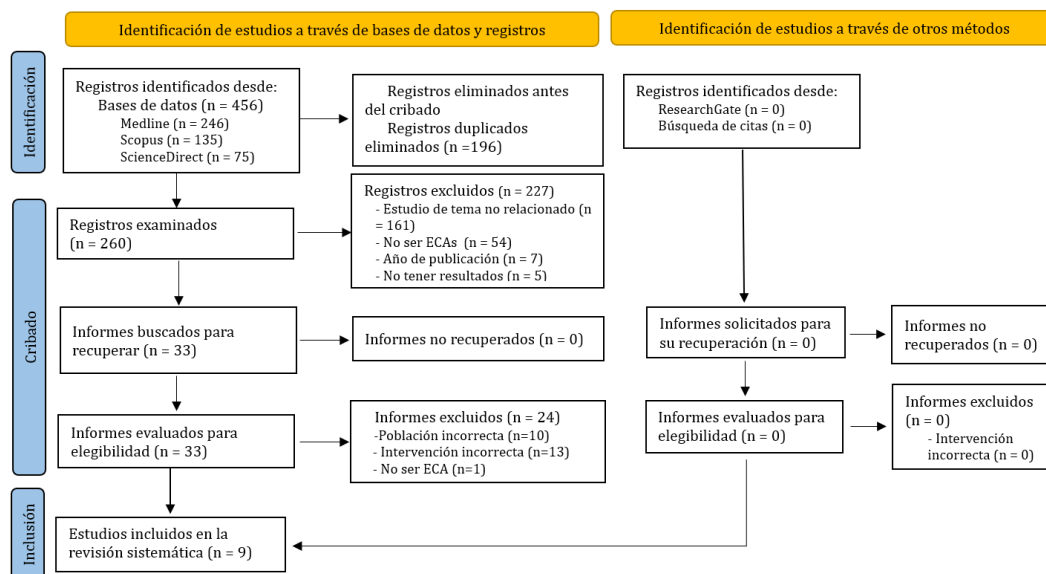 Identificación de estudios a través de bases de datos y registros
Identificación de estudios a través de otros métodos
Identificación
Registros identificados desde:
Bases de datos (n = 456)
Medline (n = 246)
Scopus (n = 135)
ScienceDirect (n = 75)
Registros eliminados antes
del cribado
Registros duplicados
eliminados (n =196)
Registros identificados desde:
ResearchGate (n = 0)
Búsqueda de citas (n = 0)
Cribado
Registros examinados
(n = 260)
Registros excluidos (n = 227)
- Estudio de tema no relacionado (n
= 161)
- No ser ECAs (n = 54)
- Año de publicación (n = 7)
- No tener resultados (n = 5)
Informes buscados para
recuperar (n = 33)
Informes no recuperados (n = 0)
Informes solicitados para
su recuperación (n = 0)
Informes no
recuperados (n = 0)
Informes evaluados para
elegibilidad (n = 33)
Informes excluidos (n = 24)
-Población incorrecta (n=10)
- Intervención incorrecta (n=13)
- No ser ECA (n=1)
Informes evaluados para
elegibilidad (n = 0)
Informes excluidos
(n = 0)
- Intervención
incorrecta (n = 0)
Inclusión
Estudios incluidos en la
revisión sistemática (n = 9)